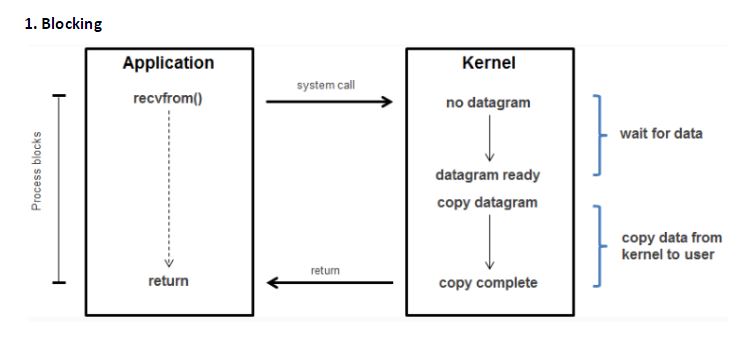 1. Blocking
Application
Kernel
Process blocks
recvfrom()
system call
no datagram
wait for data
datagram ready
copy datagram
copy data from
kernel to user
return
return
copy complete